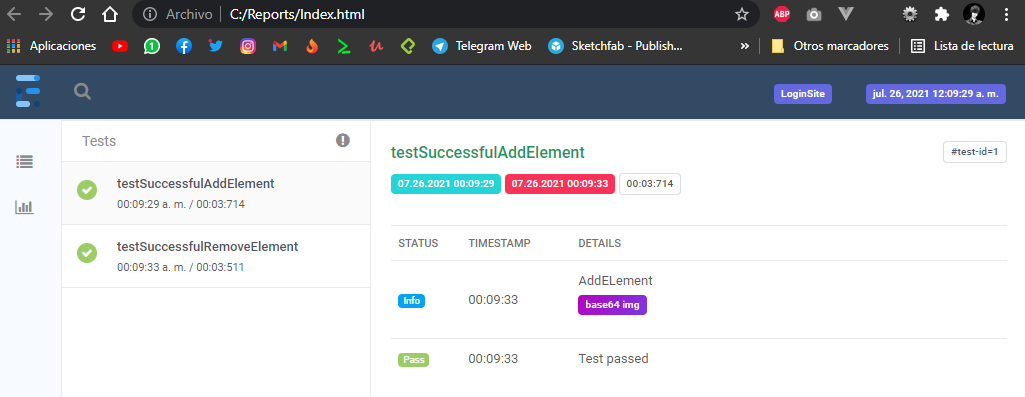 Archivo C:/Reports/Index.html
ABP
Aplicaciones 1 Telegram Web Sketchfab - Publish... » Otros marcadores Lista de lectura
LoginSite jul. 26, 2021 12:09:29 a. m.
Tests
testSuccessfulAddElement
00:09:29 a. m. / 00:03:714
testSuccessfulRemoveElement
00:09:33 a. m. / 00:03:511
testSuccessfulAddElement #test-id=1
07.26.2021 00:09:29 07.26.2021 00:09:33 00:03:714
STATUS TIMESTAMP DETAILS
Info 00:09:33 AddELement
base64 img
Pass 00:09:33 Test passed